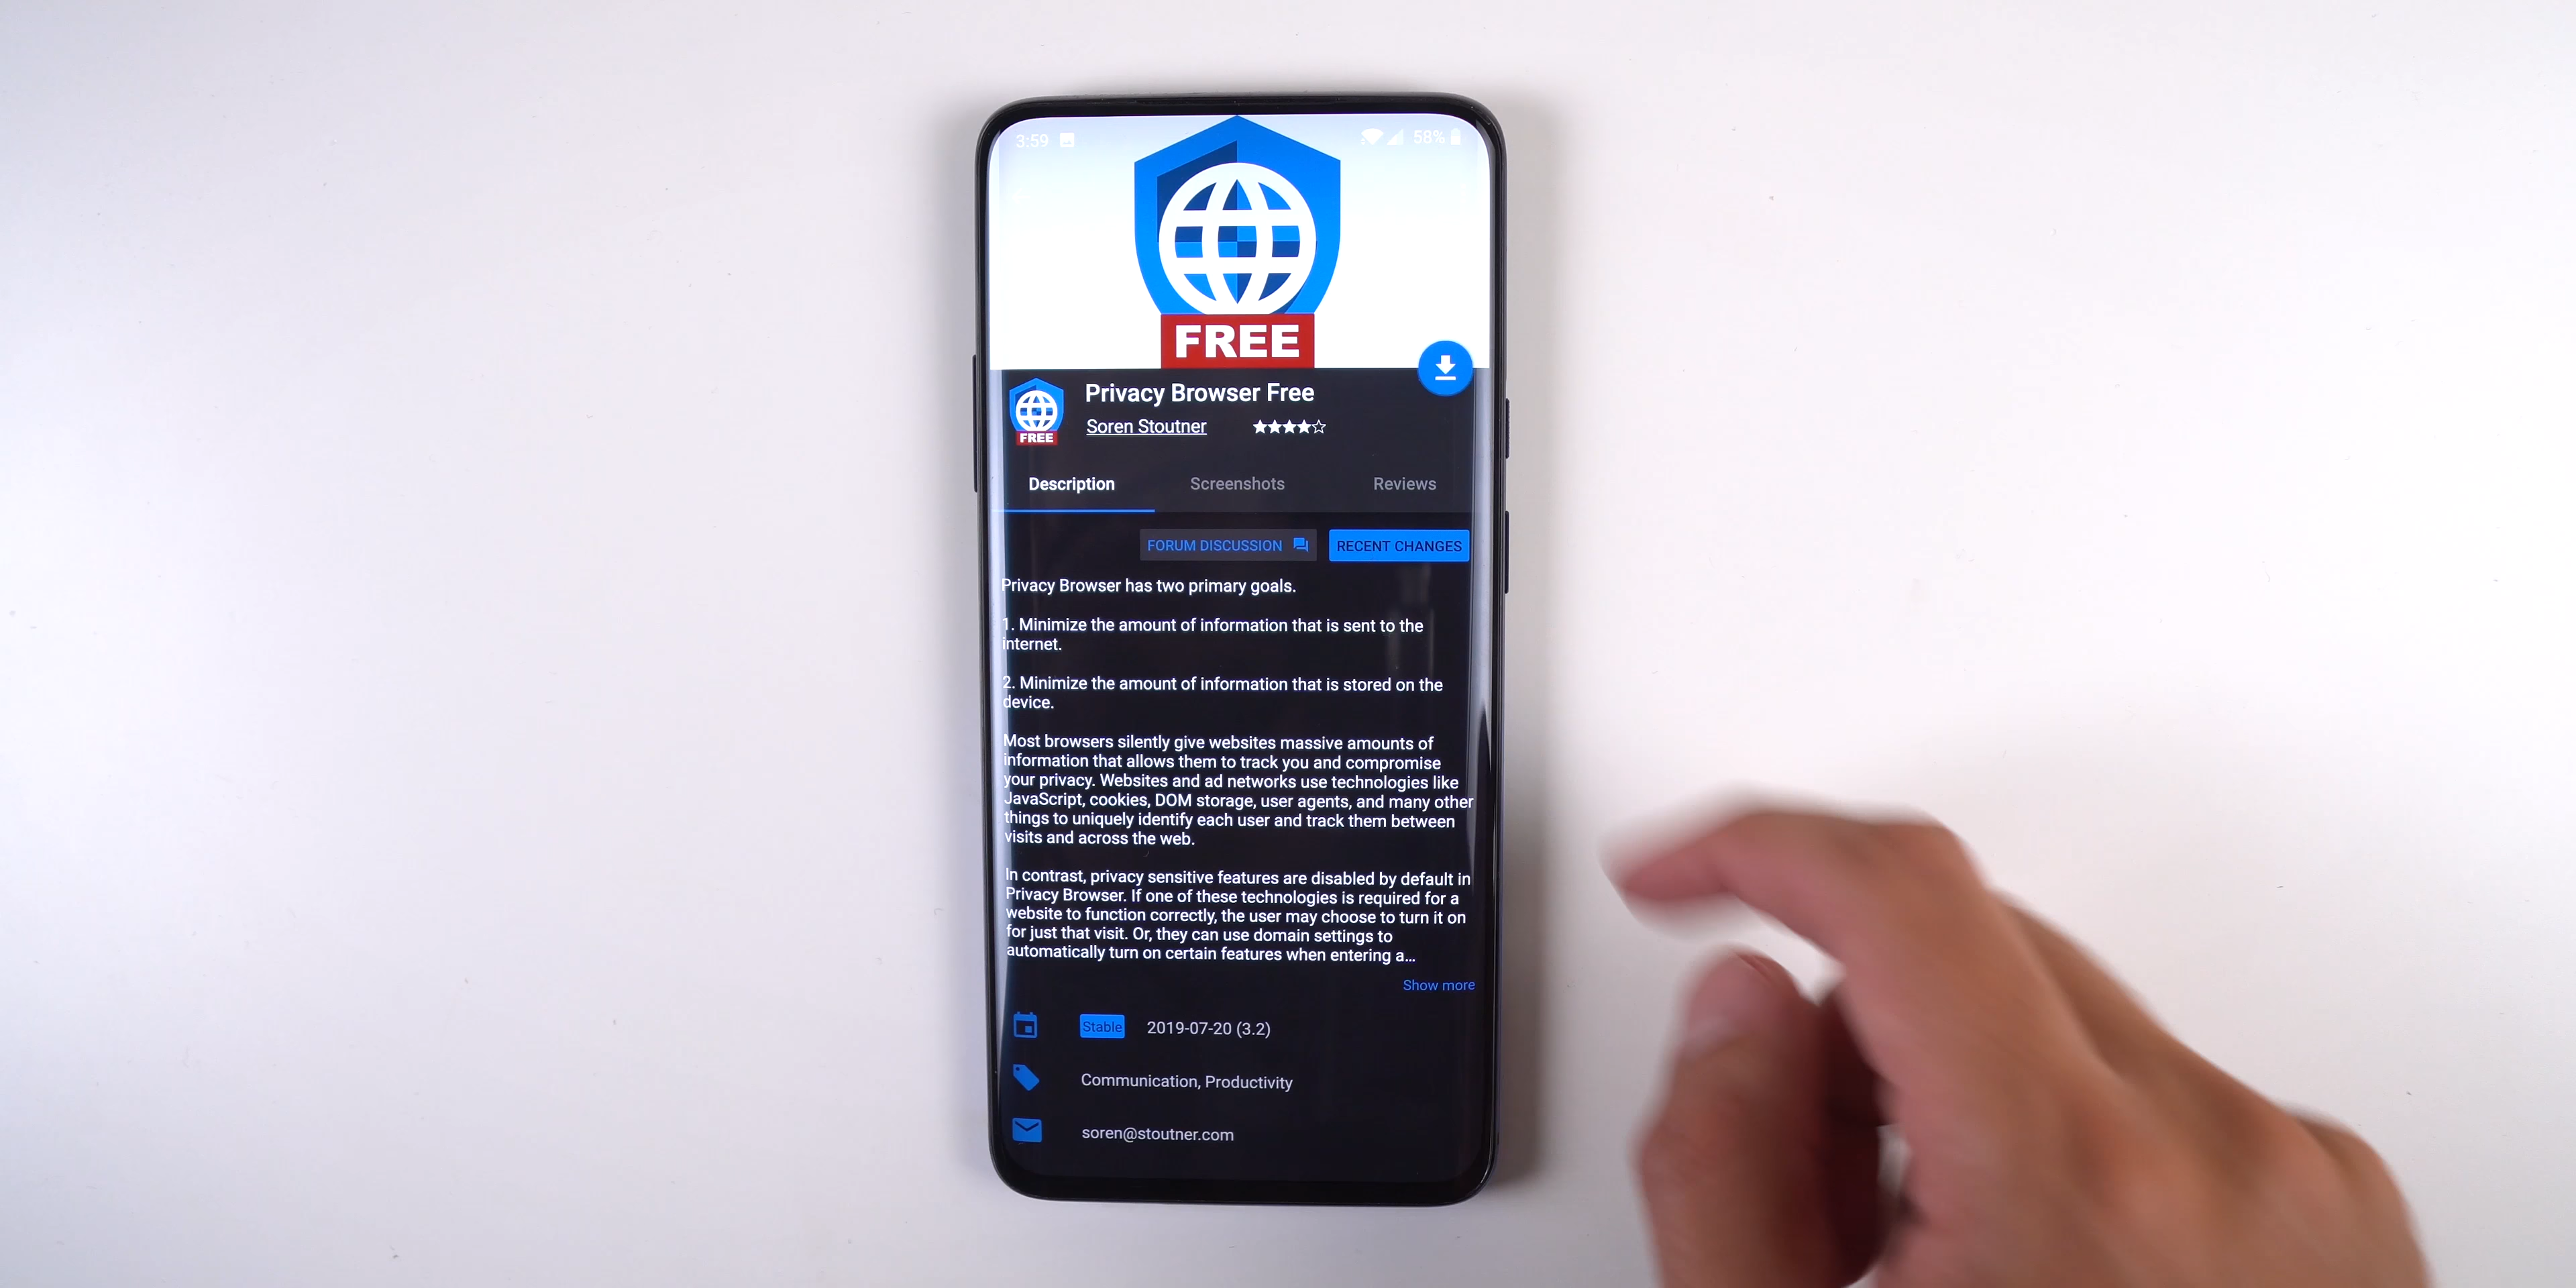 3:59
58%
FREE
Privacy Browser Free
FREE
Soren Stoutner
Description
Screenshots
Reviews
FORUM DISCUSSION
RECENT CHANGES
Privacy Browser has two primary goals.
1. Minimize the amount of information that is sent to the
internet.
2. Minimize the amount of information that is stored on the
device.
Most browsers silently give websites massive amounts of
information that allows them to track you and compromise
your privacy. Websites and ad networks use technologies like
JavaScript, cookies, DOM storage, user agents, and many other
things to uniquely identify each user and track them between
visits and across the web.
In contrast, privacy sensitive features are disabled by default in
Privacy Browser. If one of these technologies is required for a
website to function correctly, the user may choose to turn it on
for just that visit. Or, they can use domain settings to
automatically turn on certain features when entering a...
Show more
Stable
2019-07-20 (3.2)
Communication, Productivity
soren@stoutner.com